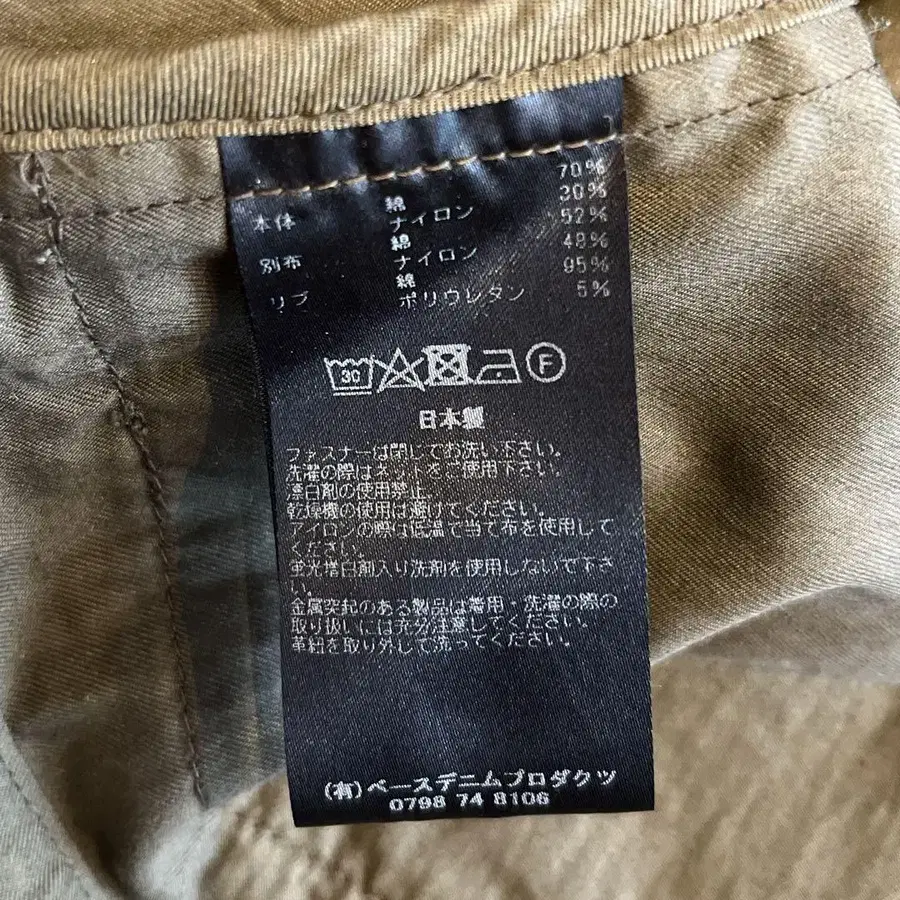 本体 綿 70%
ナイロン 30%
別布 綿 52%
ナイロン 48%
リブ 綿 95%
ポリウレタン 5%
30 F
日本製
ファスナーは閉じてお洗い下さい。
洗濯の際はネットをご使用下さい。
漂白剤の使用禁止。
乾燥機の使用は避けてください。
アイロンの際は低温で当て布を使用して
ください。
蛍光増白剤入り洗剤を使用しないで下さ
い。
金属突起のある製品は着用・洗濯の際の
取り扱いには充分注意してください。
革紐を取り外して洗ってください。
(有)ベースデニムプロダクツ
0798 74 8106